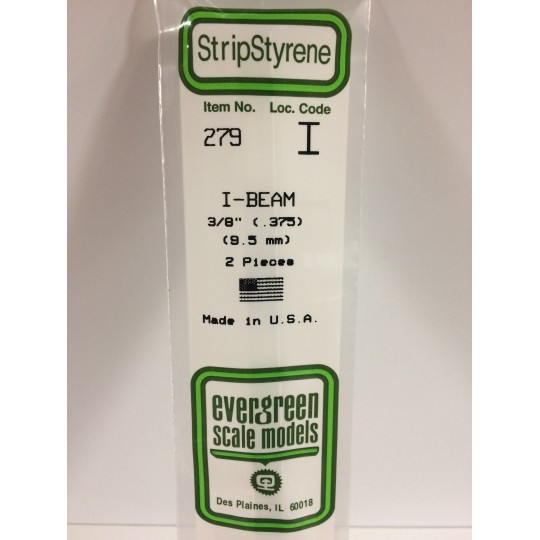 StripStyrene
Item No. Loc. Code
279 I
I-BEAM
3/8" (.375)
(9.5 mm)
2 Pieces
Made in U.S.A.
evergreen
scale models
Des Plaines, IL 60018